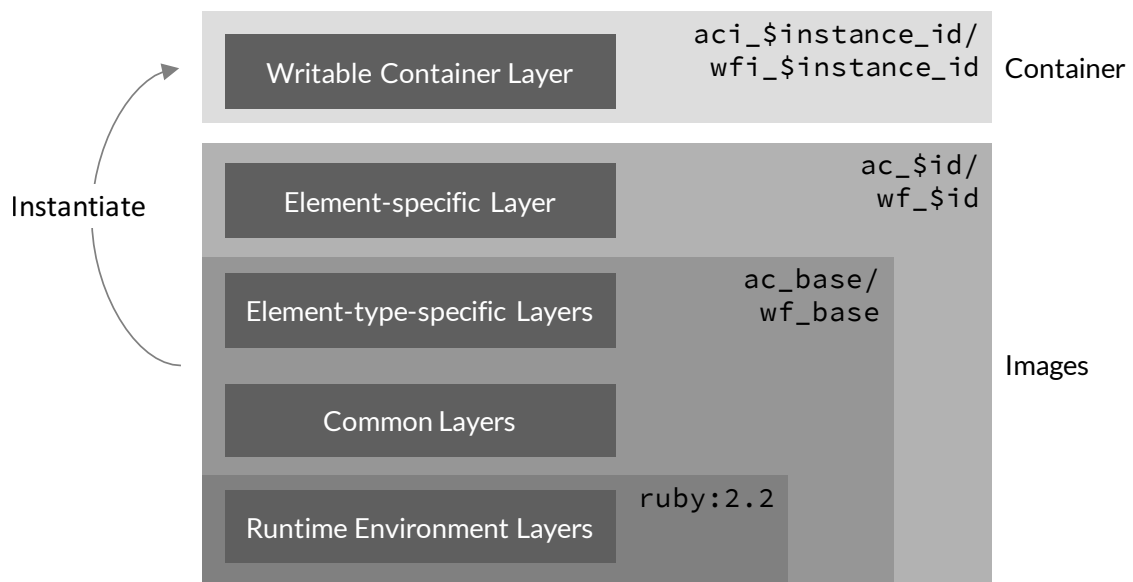 aci_$instance_id/
wfi_$instance_id
Writable Container Layer
Container
ac_$id/
wf_$id
Element-specific Layer
Instantiate
ac_base/
wf_base
Element-type-specific Layers
Images
Common Layers
ruby:2.2
Runtime Environment Layers